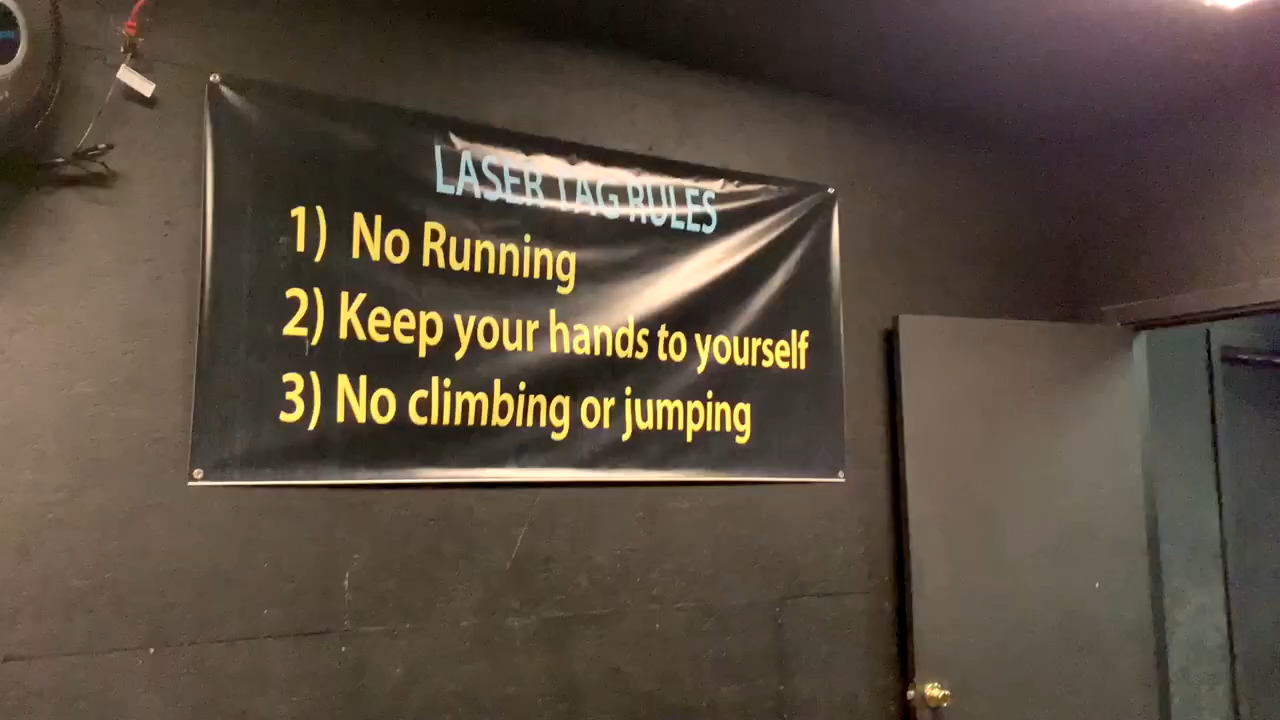 LASER TAG RULES
1) No Running
2) Keep your hands to yourself
3) No climbing or jumping